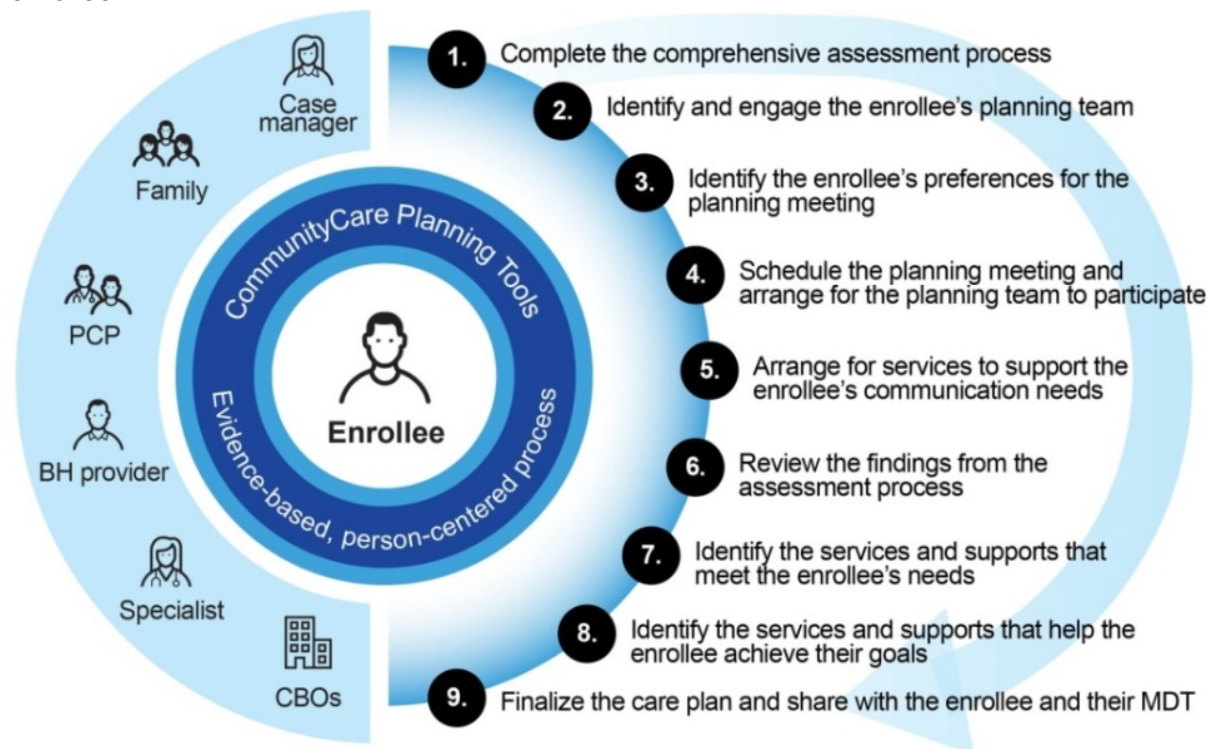 Case
manager
Family
PCP
BH provider
Specialist
CBOs
CommunityCare Planning Tools
Enrollee
Evidence-based, person-centered process
1. Complete the comprehensive assessment process
2. Identify and engage the enrollee's planning team
3. Identify the enrollee's preferences for the
planning meeting
4. Schedule the planning meeting and
arrange for the planning team to participate
5. Arrange for services to support the
enrollee's communication needs
6. Review the findings from the
assessment process
7. Identify the services and supports that
meet the enrollee's needs
8. Identify the services and supports that help the
enrollee achieve their goals
9. Finalize the care plan and share with the enrollee and their MDT